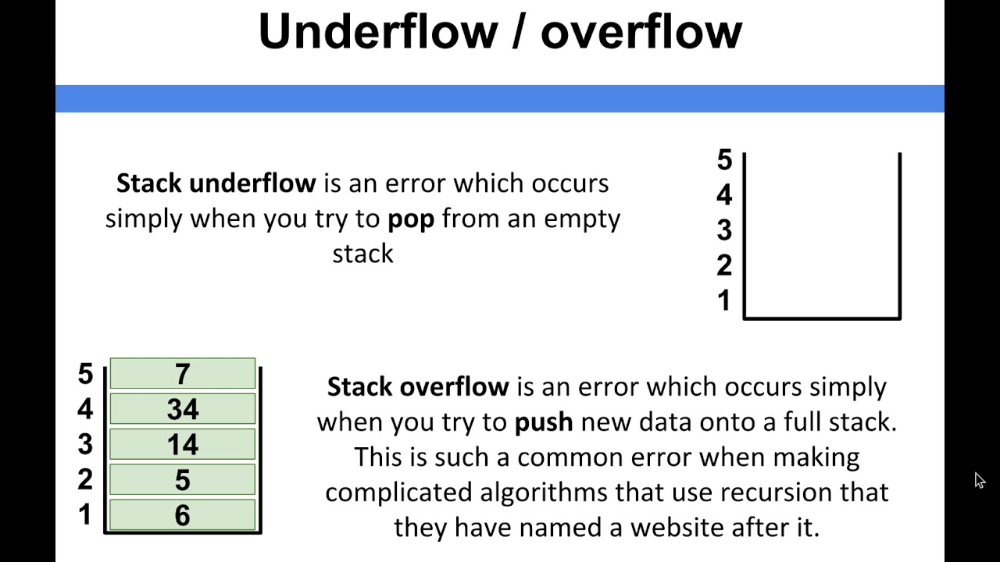 Underflow / overflow
Stack underflow is an error which occurs
simply when you try to pop from an empty
stack
5
4
3
2
1
5 7
4 34
3 14
2 5
1 6
Stack overflow is an error which occurs simply
when you try to push new data onto a full stack.
This is such a common error when making
complicated algorithms that use recursion that
they have named a website after it.